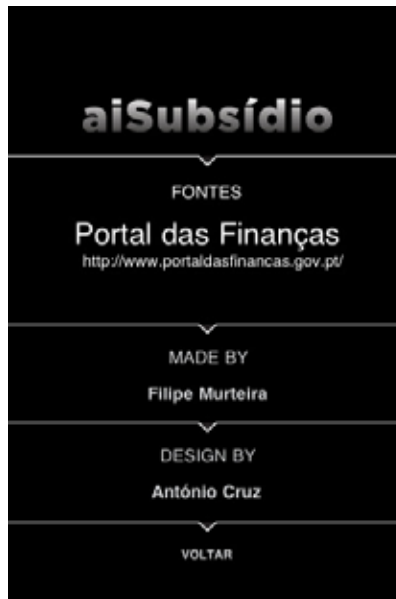 aiSubsídio
FONTES
Portal das Finanças
http://www.portaldasfinancas.gov.pt/
MADE BY
Filipe Murteira
DESIGN BY
António Cruz
VOLTAR